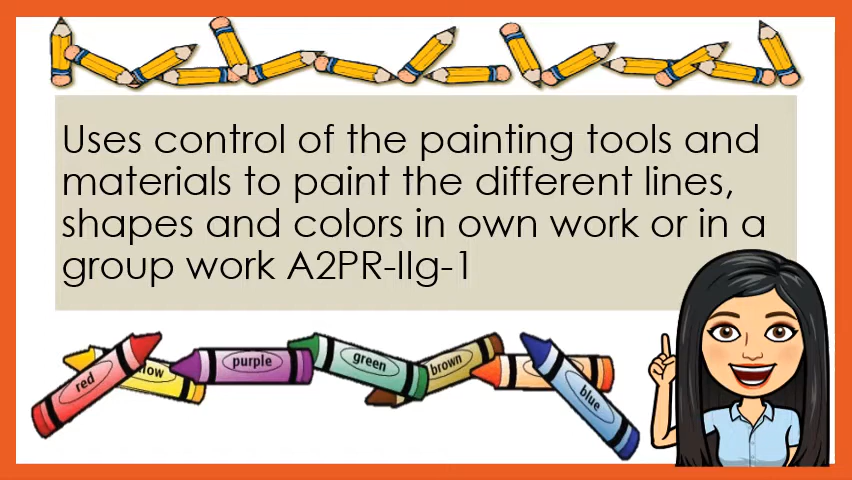 Uses control of the painting tools and
materials to paint the different lines,
shapes and colors in own work or in a
group work A2PR-IIg-1
red
llow
purple
green
brown
blue